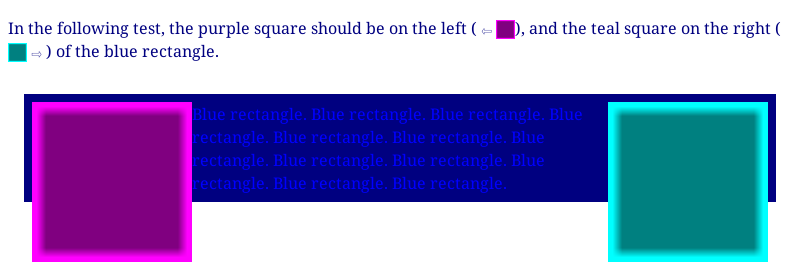 In the following test, the purple square should be on the left ( ⇦ ), and the teal square on the right (
⇨ ) of the blue rectangle.
Blue rectangle. Blue rectangle. Blue rectangle. Blue
rectangle. Blue rectangle. Blue rectangle. Blue
rectangle. Blue rectangle. Blue rectangle. Blue
rectangle. Blue rectangle. Blue rectangle.